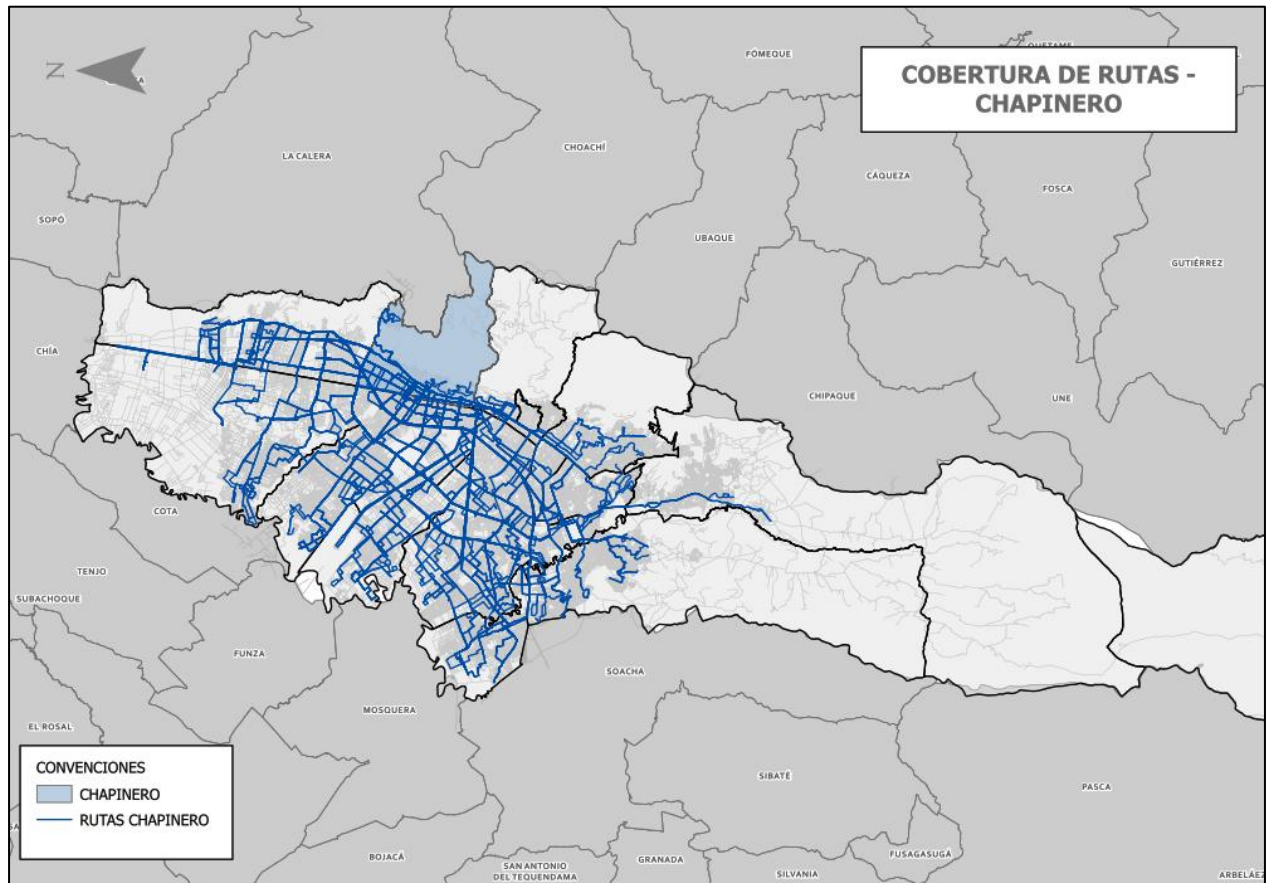 FÓMEQUE
QUETAME
COBERTURA DE RUTAS -
CHAPINERO
N
LA CALERA
CHOACHÍ
CÁQUEZA
FOSCA
SOPÓ
UBAQUE
GUTIÉRREZ
CHÍA
CHIPAQUE
UNE
COTA
TENJO
SUBACHOQUE
FUNZA
SOACHA
MOSQUERA
EL ROSAL
SIBATÉ
PASCA
CONVENCIONES
CHAPINERO
RUTAS CHAPINERO
BOJACÁ
SAN ANTONIO
DEL TEQUENDAMA
GRANADA
SILVANIA
FUSAGASUGÁ
ARBELÁEZ